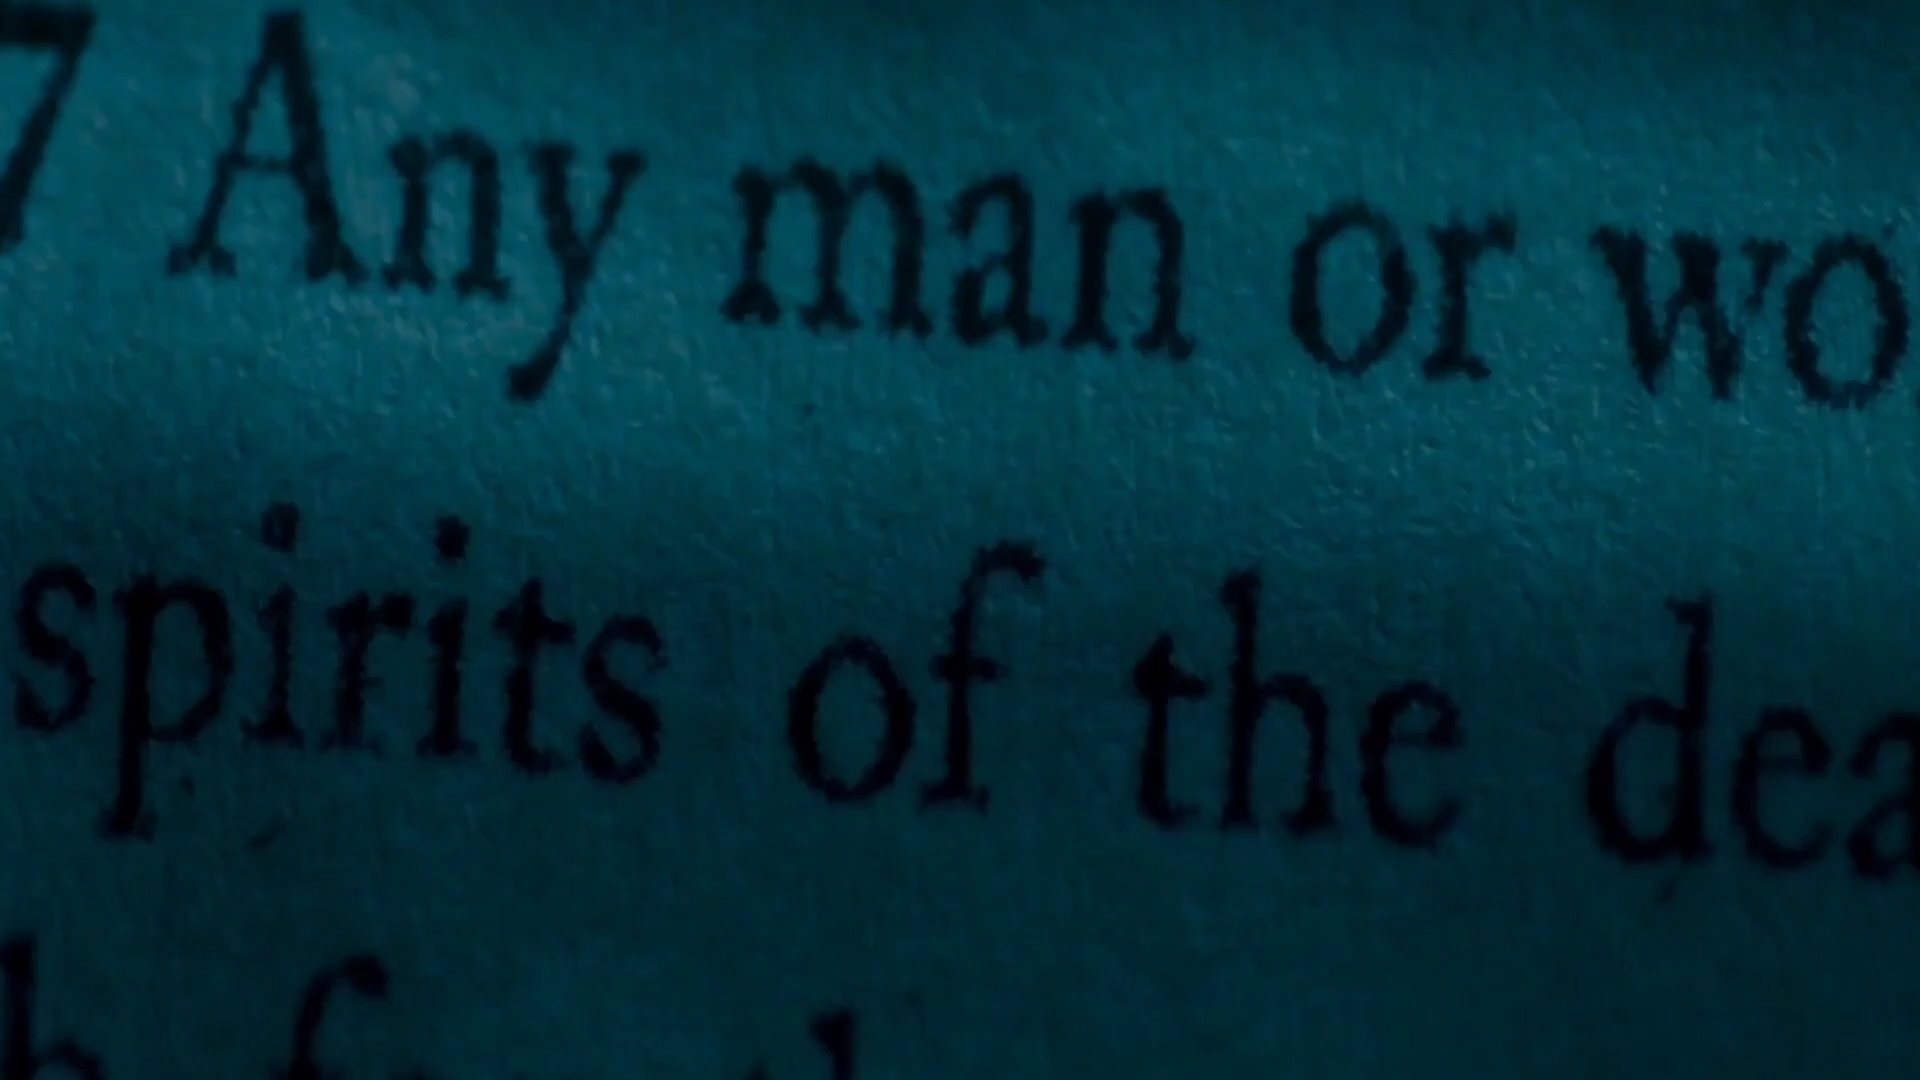 7 Any man or wo
spirits of the dea